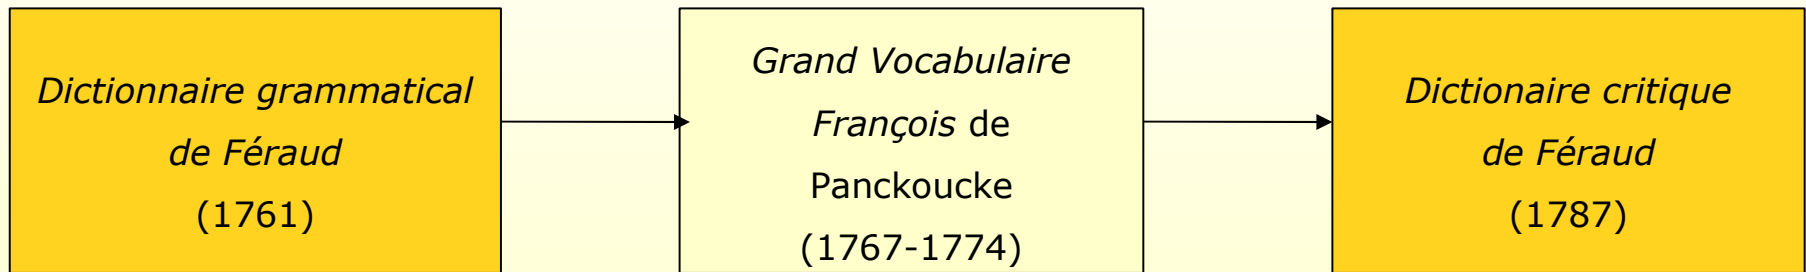 Dictionnaire grammatical
de Féraud
(1761)
Grand Vocabulaire
François de
Panckoucke
(1767-1774)
Dictionaire critique
de Féraud
(1787)